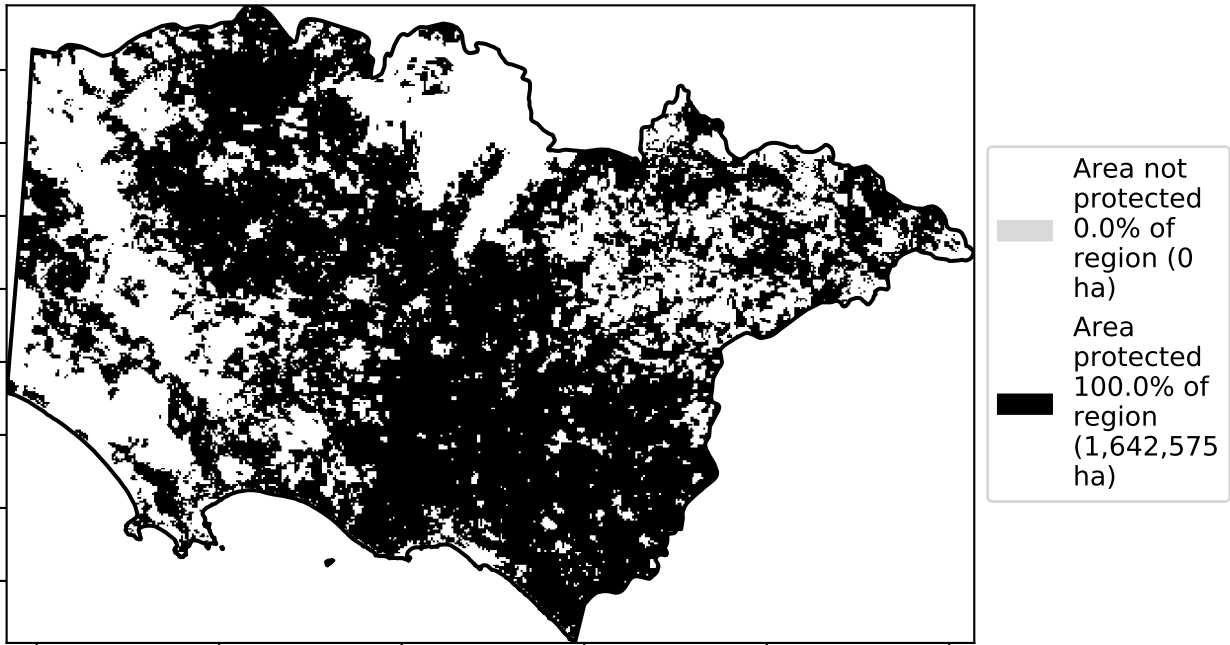 Area not
protected
0.0% of
region (0
ha)
Area
protected
100.0% of
region
(1,642,575
ha)